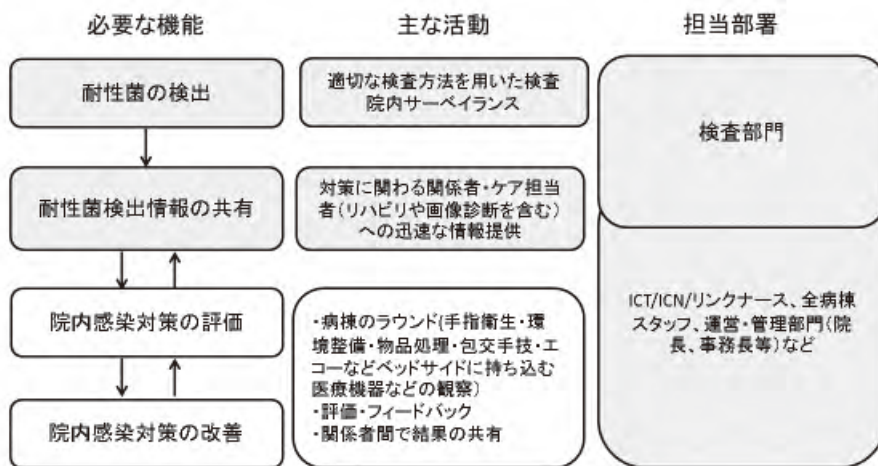 必要な機能
主な活動
担当部署
耐性菌の検出
適切な検査方法を用いた検査
院内サーベイランス
検査部門
耐性菌検出情報の共有
対策に関わる関係者・ケア担当
者(リハビリや画像診断を含む)
への迅速な情報提供
院内感染対策の評価
・病棟のラウンド(手指衛生・環
境整備・物品処理・包交手技・エ
コーなどベッドサイドに持ち込む
医療機器などの観察)
・評価・フィードバック
・関係者間で結果の共有
ICT/ICN/リンクナース、全病棟
スタッフ、運営・管理部門(院
長、事務長等)など
院内感染対策の改善